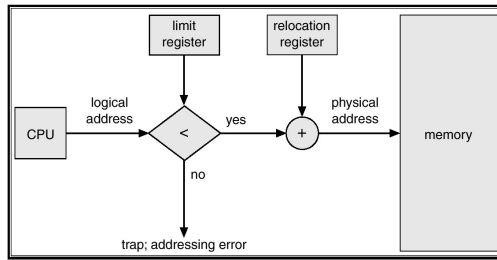 limit
register
relocation
register
logical
address
yes
physical
address
CPU
<
+
memory
no
trap; addressing error